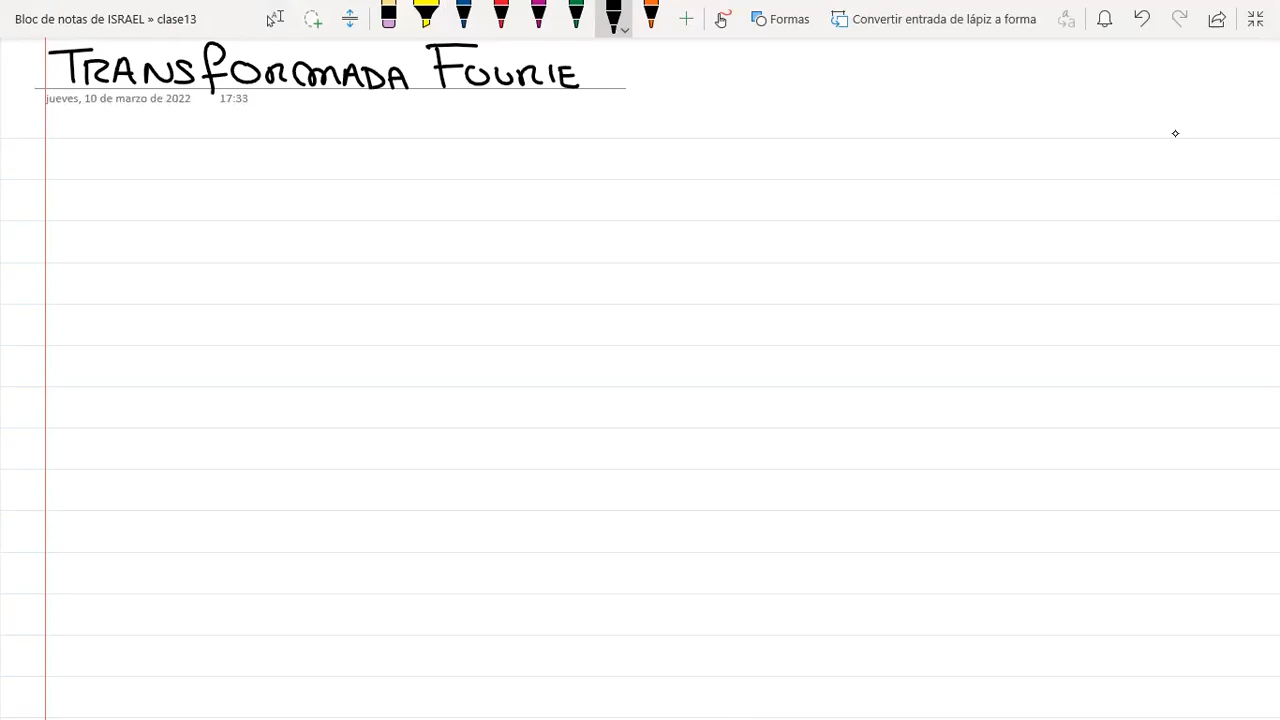 Bloc de notas de ISRAEL » clase13 Formas Convertir entrada de lápiz a forma
TRANSfORMADA FOURIE
jueves, 10 de marzo de 2022 17:33